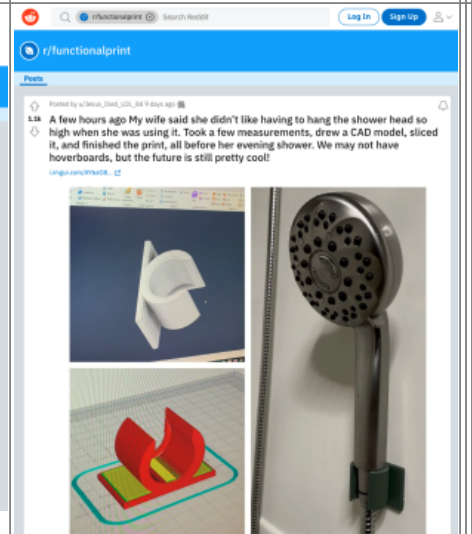 r/functionalprint
Search Reddit
Log In
Sign Up
r/functionalprint
Posts
9 days ago
1.1k
A few hours ago My wife said she didn't like having to hang the shower head so
high when she was using it. Took a few measurements, drew a CAD model, sliced
it, and finished the print, all before her evening shower. We may not have
hoverboards, but the future is still pretty cool!